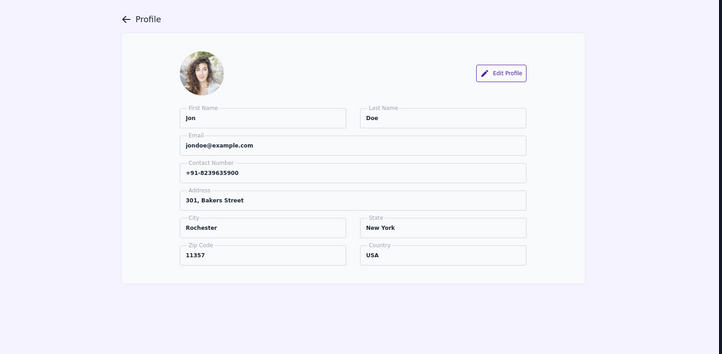 Profile
Edit Profile
First Name
Jon
Last Name
Doe
Email
jondoe@example.com
Contact Number
+91-8239635900
Address
301, Bakers Street
City
Rochester
State
New York
Zip Code
11357
Country
USA